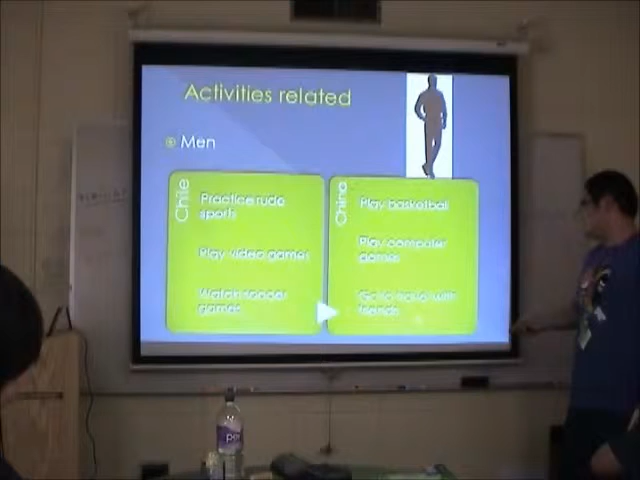 Activities related
Men
Chile
Practice rude
sports
Play video games
Watch soccer
games
China
Play basketball
Play computer
games
friends